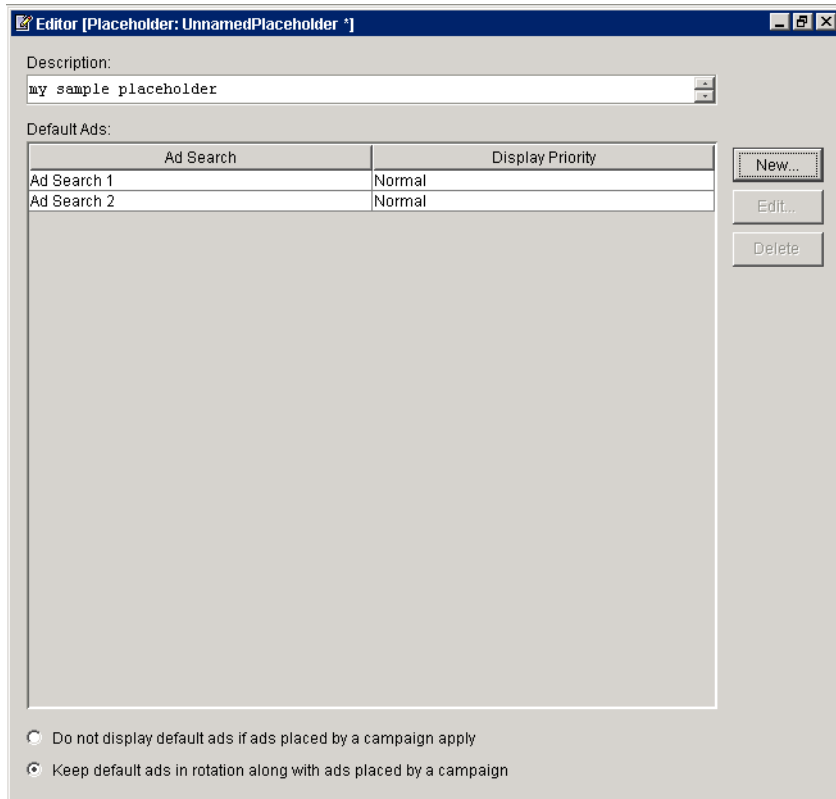 Editor [Placeholder: UnnamedPlaceholder *]
Description:
my sample placeholder
Default Ads:
Ad Search Display Priority
New...
Ad Search 1 Normal
Ad Search 2 Normal
Edit...
Delete
Do not display default ads if ads placed by a campaign apply
Keep default ads in rotation along with ads placed by a campaign